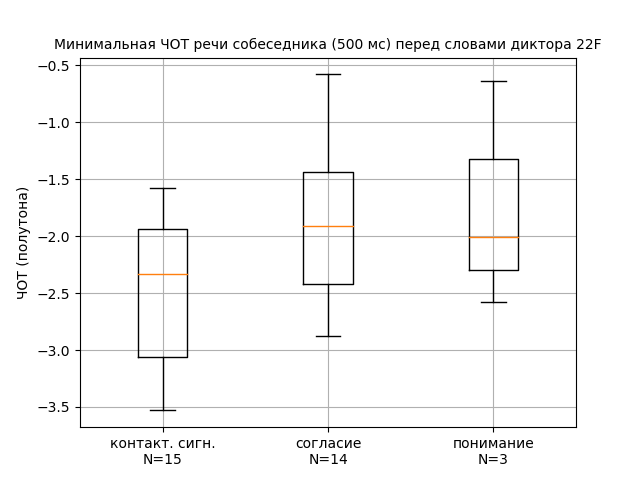 Минимальная ЧОТ речи собеседника (500 мс) перед словами диктора 22F
−0.5
−1.0
−1.5
−2.0
−2.5
−3.0
−3.5
ЧОТ (полутона)
контакт. сигн.
N=15
согласие
N=14
понимание
N=3